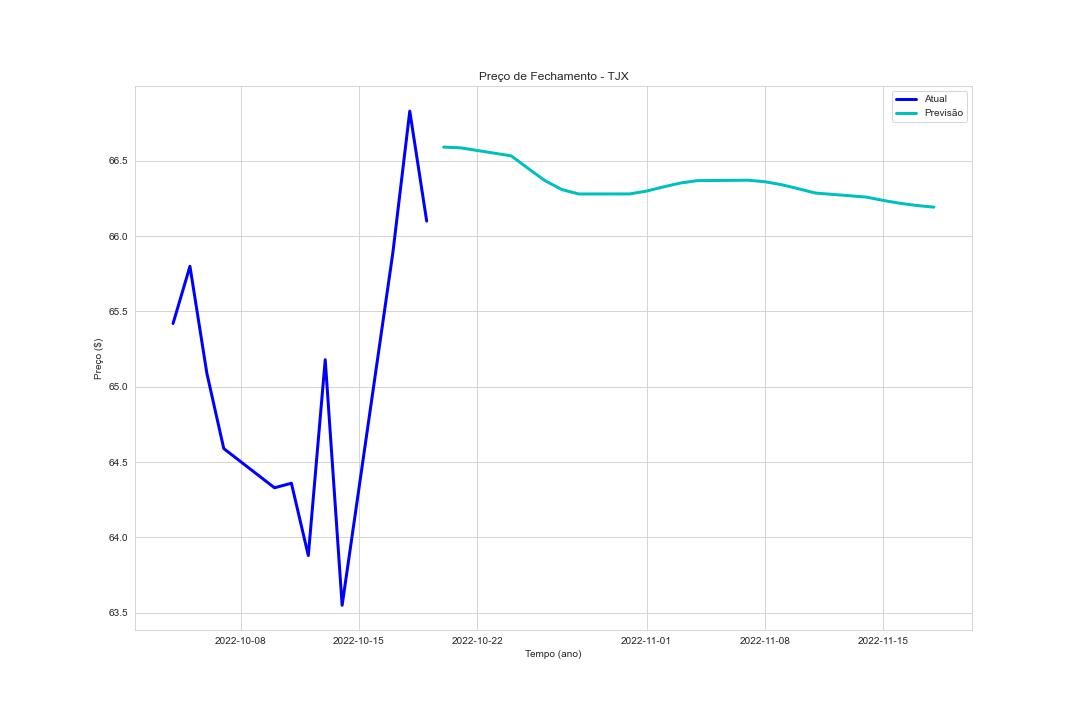 Preço de Fechamento - TJX
Atual
Previsão
66.5
66.0
65.5
65.0
64.5
64.0
63.5
Preço ($)
2022-10-08
2022-10-15
2022-10-22
2022-11-01
2022-11-08
2022-11-15
Tempo (ano)